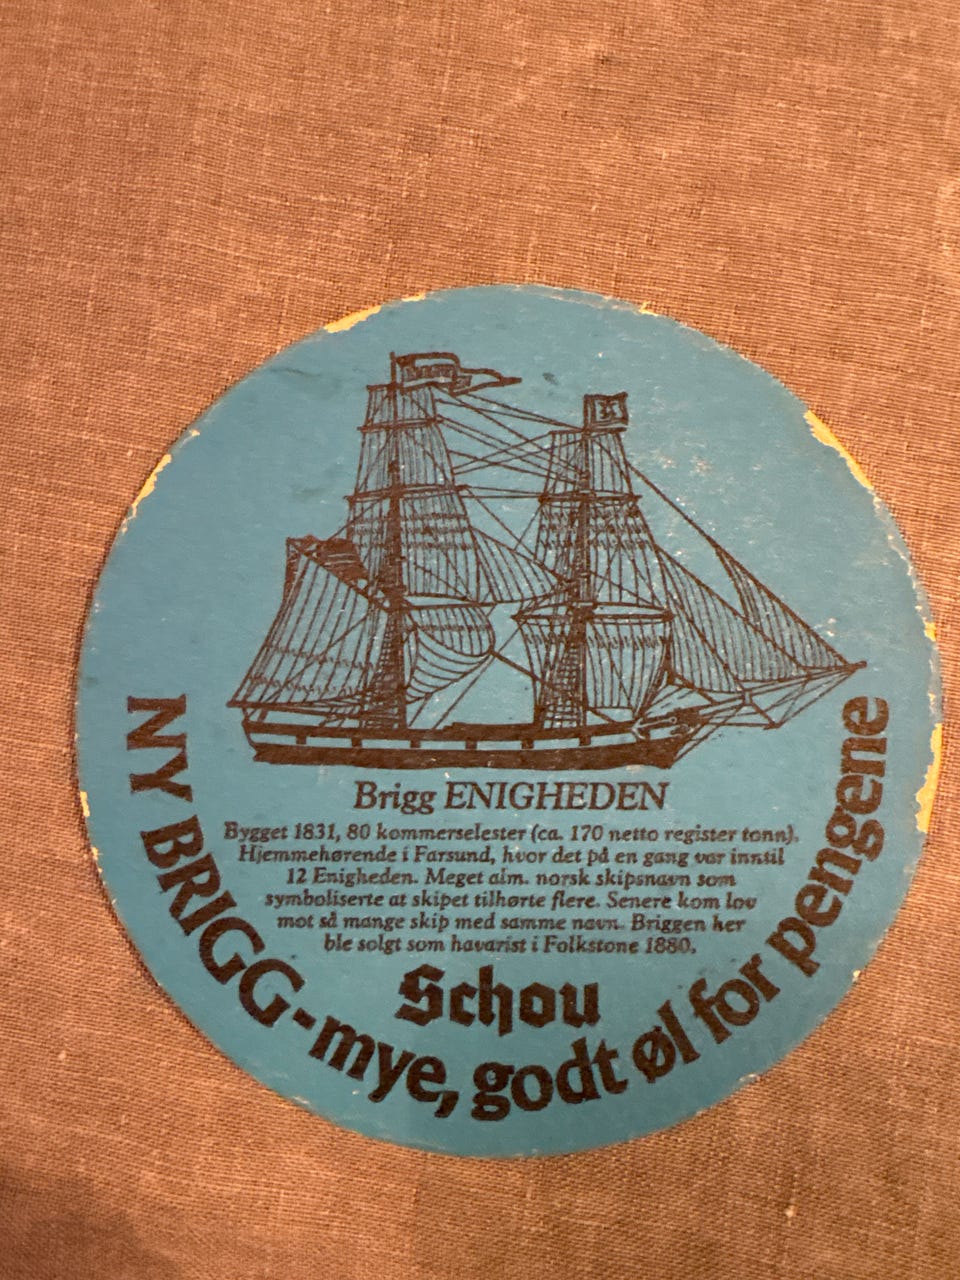 Brigg ENIGHEDEN
Bygget 1831, 80 kommerselester (ca. 170 netto register tonn).
Hjemmehørende i Farsund, hvor det på en gang var inntil
12 Enigheden. Meget alm. norsk skipsnavn som
symboliserte at skipet tilhørte flere. Senere kom lov
mot så mange skip med samme navn. Briggen her
ble solgt som havarist i Folkstone 1880.
Schou
NY BRIGG-mye, godt øl for pengene